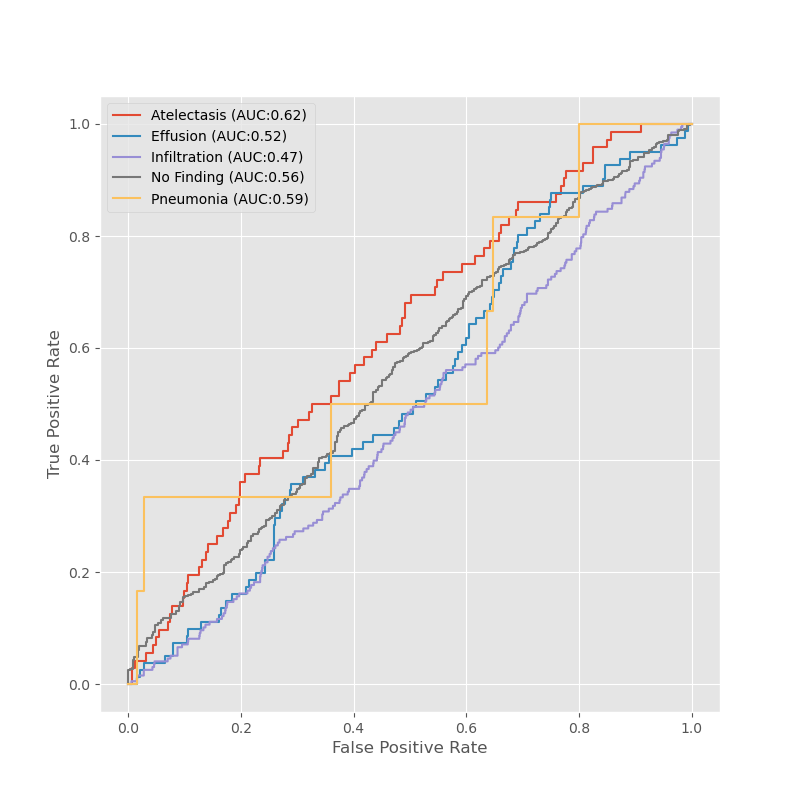 Atelectasis (AUC:0.62)
Effusion (AUC:0.52)
Infiltration (AUC:0.47)
No Finding (AUC:0.56)
Pneumonia (AUC:0.59)
1.0
0.8
0.6
0.4
0.2
0.0
True Positive Rate
0.0 0.2 0.4 0.6 0.8 1.0
False Positive Rate